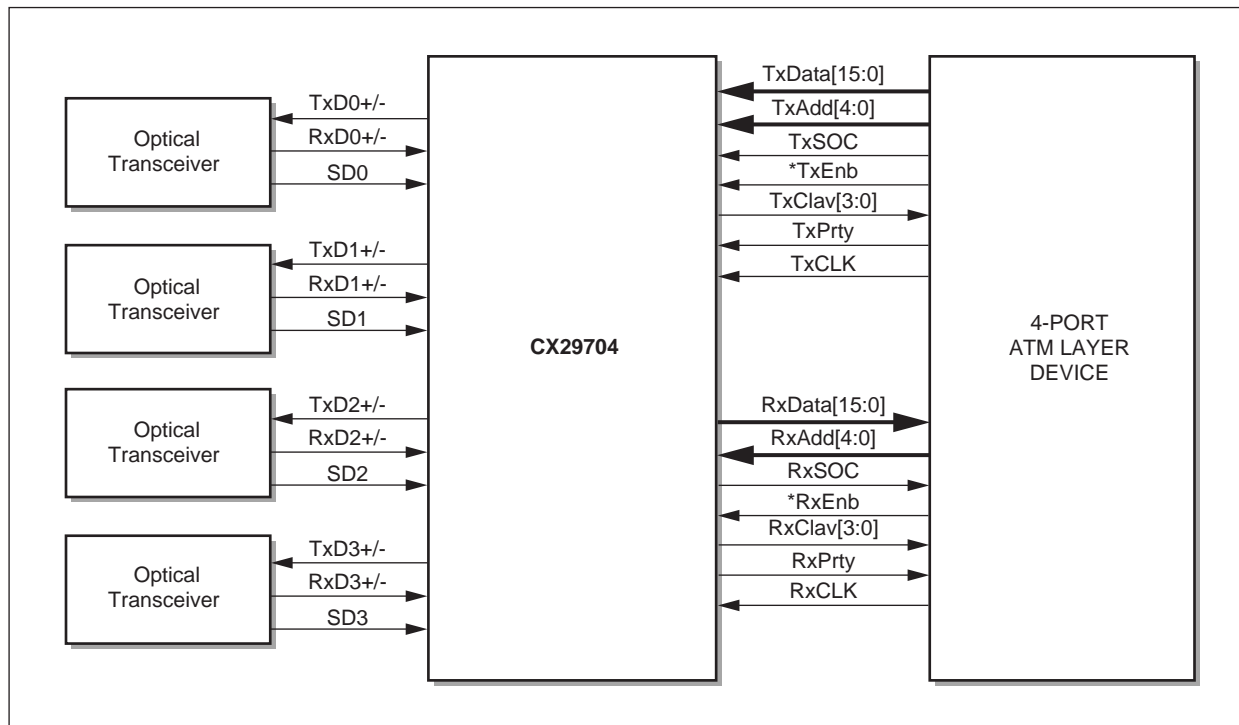 Optical
Transceiver
TxD0+/-
RxD0+/-
SD0
Optical
Transceiver
TxD1+/-
RxD1+/-
SD1
Optical
Transceiver
TxD2+/-
RxD2+/-
SD2
Optical
Transceiver
TxD3+/-
RxD3+/-
SD3
CX29704
TxData[15:0]
TxAdd[4:0]
TxSOC
*TxEnb
TxClav[3:0]
TxPrty
TxCLK
RxData[15:0]
RxAdd[4:0]
RxSOC
*RxEnb
RxClav[3:0]
RxPrty
RxCLK
4-PORT
ATM LAYER
DEVICE